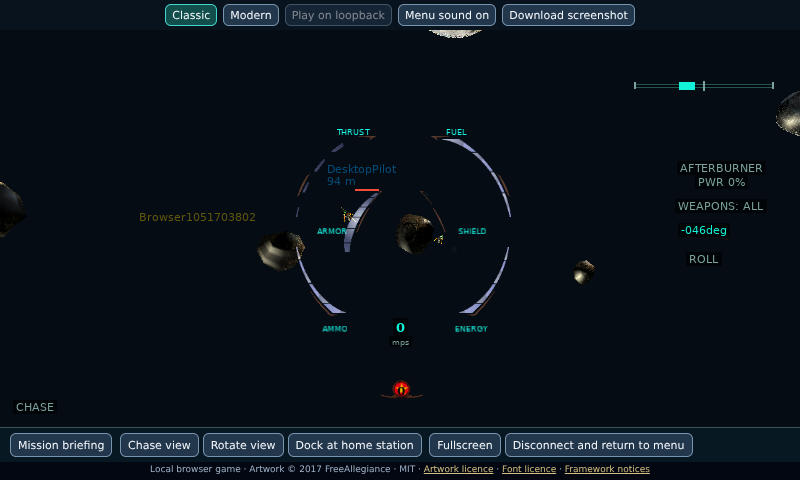 Classic
Modern
Play on loopback
Menu sound on
Download screenshot
THRUST
FUEL
DesktopPilot
94 m
AFTERBURNER
PWR 0%
WEAPONS: ALL
Browser1051703802
ARMOR
SHIELD
-046deg
ROLL
AMMO
0
mps
ENERGY
CHASE
Mission briefing
Chase view
Rotate view
Dock at home station
Fullscreen
Disconnect and return to menu
Local browser game · Artwork © 2017 FreeAllegiance · MIT · Artwork licence · Font licence · Framework notices